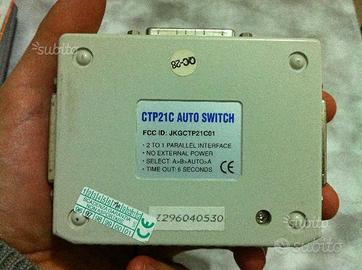 subito
QC-28
CTP21C AUTO SWITCH
FCC ID: JKGCTP21C01
• 2 TO 1 PARALLEL INTERFACE
• NO EXTERNAL POWER
• SELECT: A>B>AUTO>A
• TIME OUT: 6 SECONDS
CE
Z296040530
subito